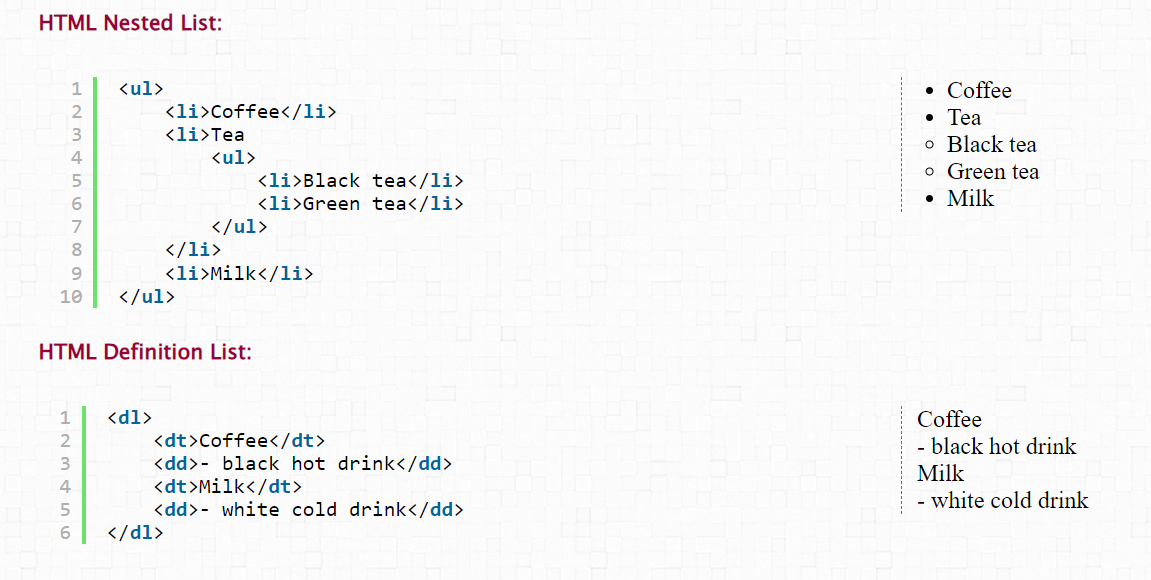 HTML Nested List:
1 <ul>
2     <li>Coffee</li>
3     <li>Tea
4         <ul>
5             <li>Black tea</li>
6             <li>Green tea</li>
7         </ul>
8     </li>
9     <li>Milk</li>
10 </ul>
• Coffee
• Tea
◦ Black tea
◦ Green tea
• Milk
HTML Definition List:
1 <dl>
2     <dt>Coffee</dt>
3     <dd>- black hot drink</dd>
4     <dt>Milk</dt>
5     <dd>- white cold drink</dd>
6 </dl>
Coffee
- black hot drink
Milk
- white cold drink